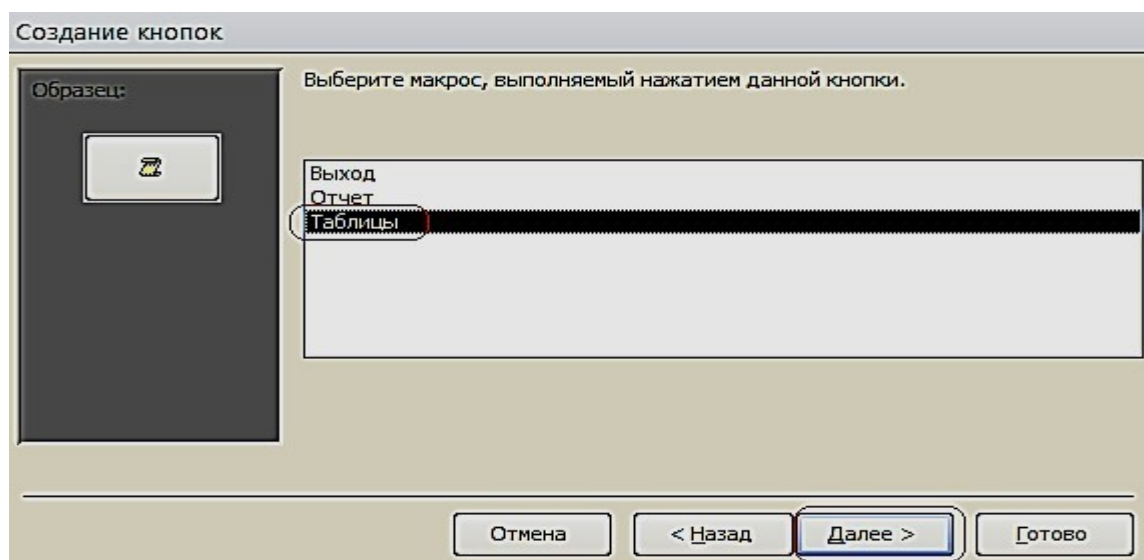 Создание кнопок
Образец:
Выберите макрос, выполняемый нажатием данной кнопки.
Выход
Отчет
Таблицы
Отмена
< Назад
Далее >
Готово